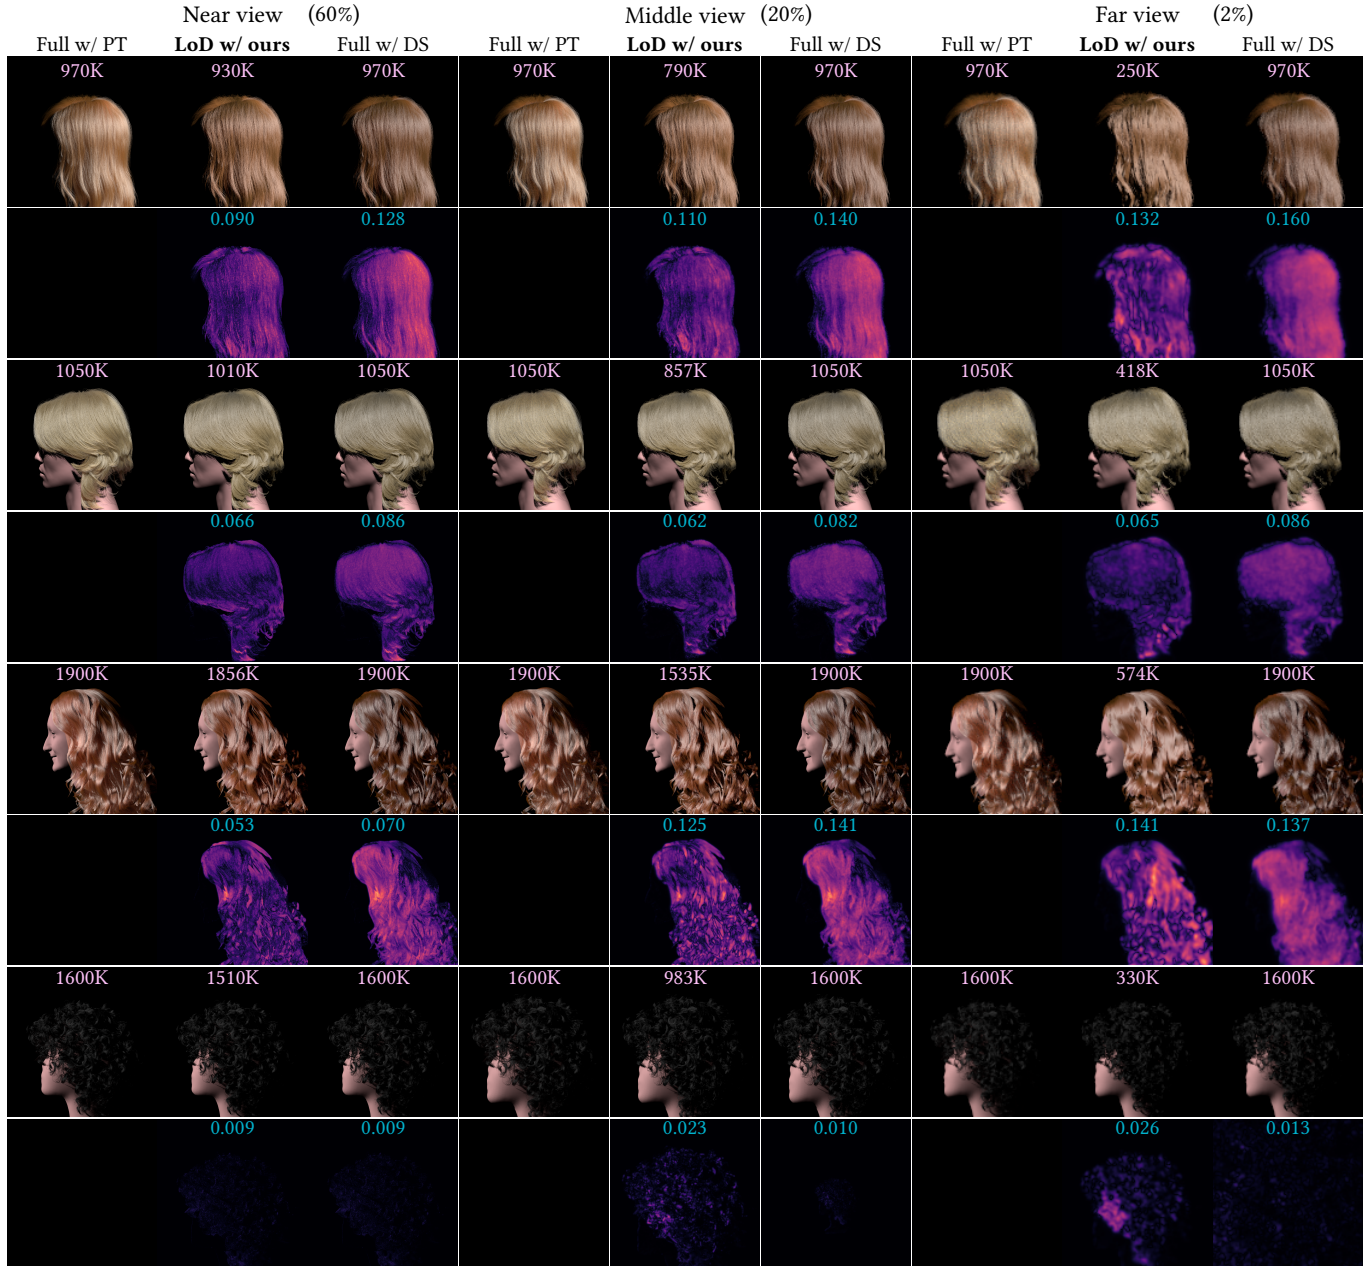 Near view (60%) Middle view (20%) Far view (2%)
Full w/ PT LoD w/ ours Full w/ DS Full w/ PT LoD w/ ours Full w/ DS Full w/ PT LoD w/ ours Full w/ DS
970K 930K 970K 970K 790K 970K 970K 250K 970K
0.090 0.128 0.110 0.140 0.132 0.160
1050K 1010K 1050K 1050K 857K 1050K 1050K 418K 1050K
0.066 0.086 0.062 0.082 0.065 0.086
1900K 1856K 1900K 1900K 1535K 1900K 1900K 574K 1900K
0.053 0.070 0.125 0.141 0.141 0.137
1600K 1510K 1600K 1600K 983K 1600K 1600K 330K 1600K
0.009 0.009 0.023 0.010 0.026 0.013